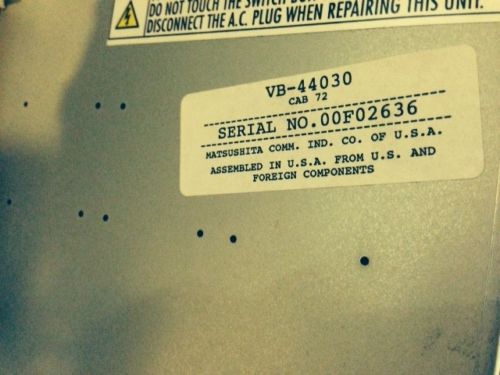 DO NOT TOUCH THE SWITCH
DISCONNECT THE A.C. PLUG WHEN REPAIRING THIS UNIT.
VB-44030
CAB 72
SERIAL NO.00F02636
MATSUSHITA COMM. IND. CO. OF U.S.A.
ASSEMBLED IN U.S.A. FROM U.S. AND
FOREIGN COMPONENTS